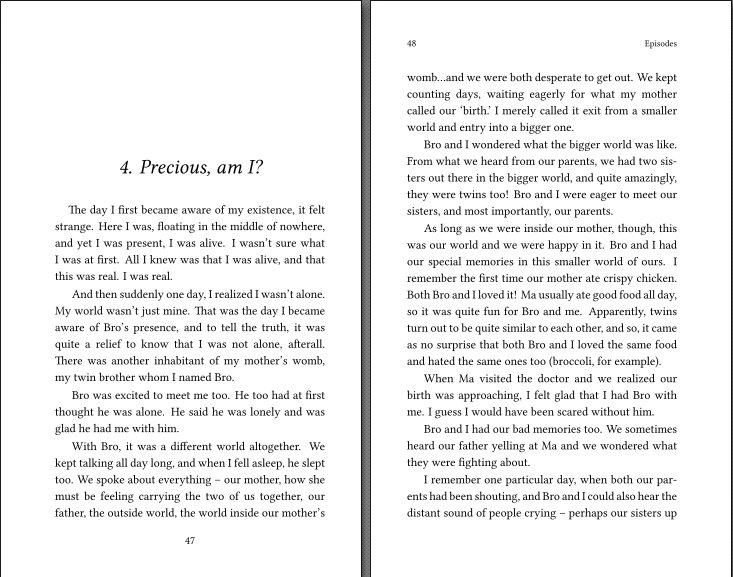 4. Precious, am I?
The day I first became aware of my existence, it felt
strange. Here I was, floating in the middle of nowhere,
and yet I was present, I was alive. I wasn't sure what
I was at first. All I knew was that I was alive, and that
this was real. I was real.
And then suddenly one day, I realized I wasn't alone.
My world wasn't just mine. That was the day I became
aware of Bro's presence, and to tell the truth, it was
quite a relief to know that I was not alone, afterall.
There was another inhabitant of my mother's womb,
my twin brother whom I named Bro.
Bro was excited to meet me too. He too had at first
thought he was alone. He said he was lonely and was
glad he had me with him.
With Bro, it was a different world altogether. We
kept talking all day long, and when I fell asleep, he slept
too. We spoke about everything – our mother, how she
must be feeling carrying the two of us together, our
father, the outside world, the world inside our mother's
47
48 Episodes
womb...and we were both desperate to get out. We kept
counting days, waiting eagerly for what my mother
called our 'birth.' I merely called it exit from a smaller
world and entry into a bigger one.
Bro and I wondered what the bigger world was like.
From what we heard from our parents, we had two sis-
ters out there in the bigger world, and quite amazingly,
they were twins too! Bro and I were eager to meet our
sisters, and most importantly, our parents.
As long as we were inside our mother, though, this
was our world and we were happy in it. Bro and I had
our special memories in this smaller world of ours. I
remember the first time our mother ate crispy chicken.
Both Bro and I loved it! Ma usually ate good food all day,
so it was quite fun for Bro and me. Apparently, twins
turn out to be quite similar to each other, and so, it came
as no surprise that both Bro and I loved the same food
and hated the same ones too (broccoli, for example).
When Ma visited the doctor and we realized our
birth was approaching, I felt glad that I had Bro with
me. I guess I would have been scared without him.
Bro and I had our bad memories too. We sometimes
heard our father yelling at Ma and we wondered what
they were fighting about.
I remember one particular day, when both our par-
ents had been shouting, and Bro and I could also hear the
distant sound of people crying – perhaps our sisters up